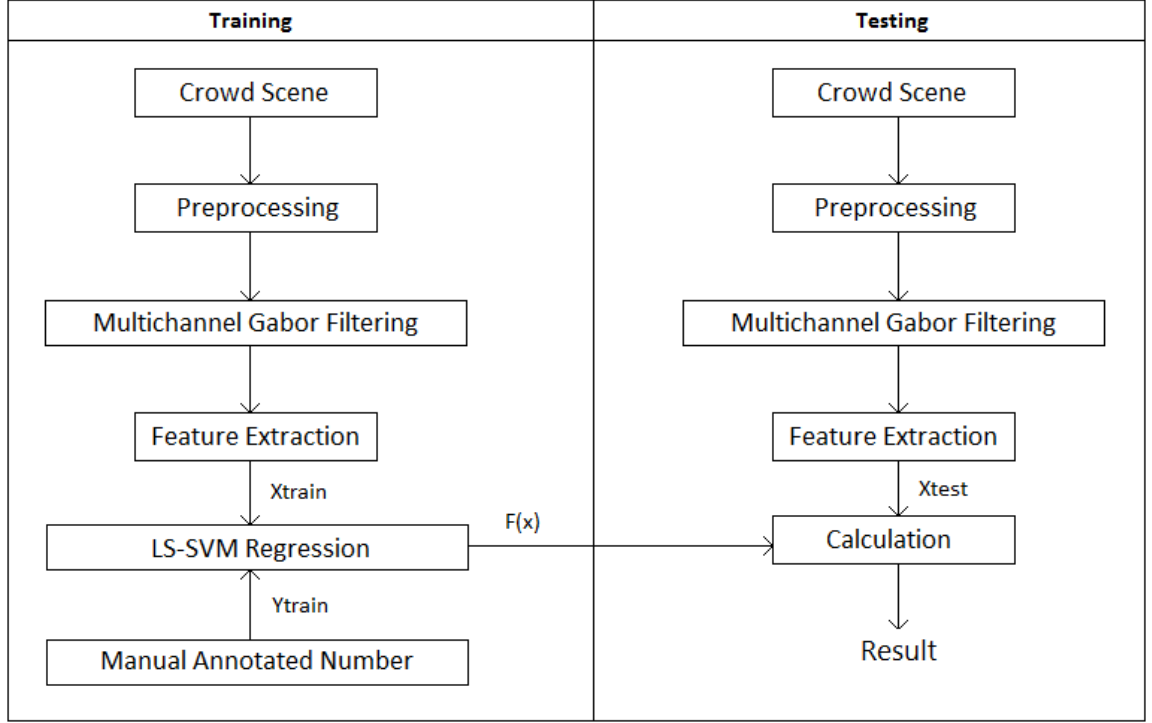 Training
Crowd Scene
Preprocessing
Multichannel Gabor Filtering
Feature Extraction
Xtrain
LS-SVM Regression
F(x)
Ytrain
Manual Annotated Number
Testing
Crowd Scene
Preprocessing
Multichannel Gabor Filtering
Feature Extraction
Xtest
Calculation
Result